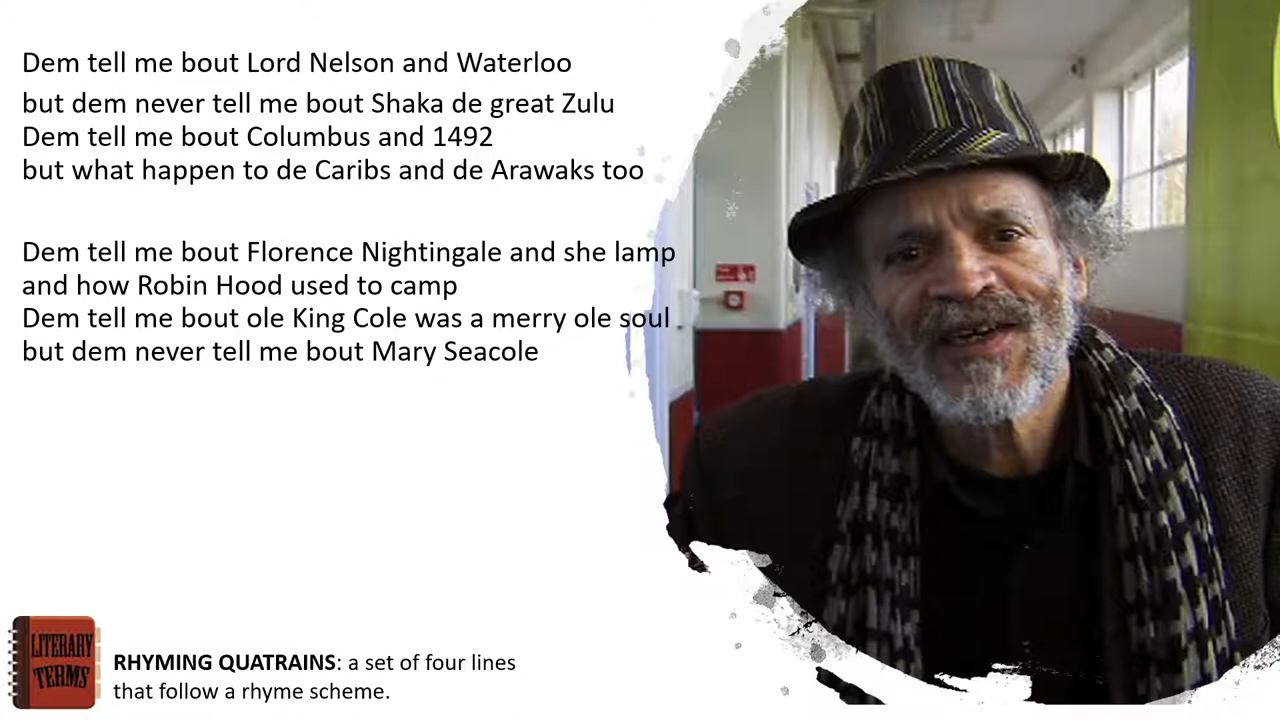 Dem tell me bout Lord Nelson and Waterloo
but dem never tell me bout Shaka de great Zulu
Dem tell me bout Columbus and 1492
but what happen to de Caribs and de Arawaks too
Dem tell me bout Florence Nightingale and she lamp
and how Robin Hood used to camp
Dem tell me bout ole King Cole was a merry ole soul
but dem never tell me bout Mary Seacole
LITERARY
TERMS
RHYMING QUATRAINS: a set of four lines
that follow a rhyme scheme.